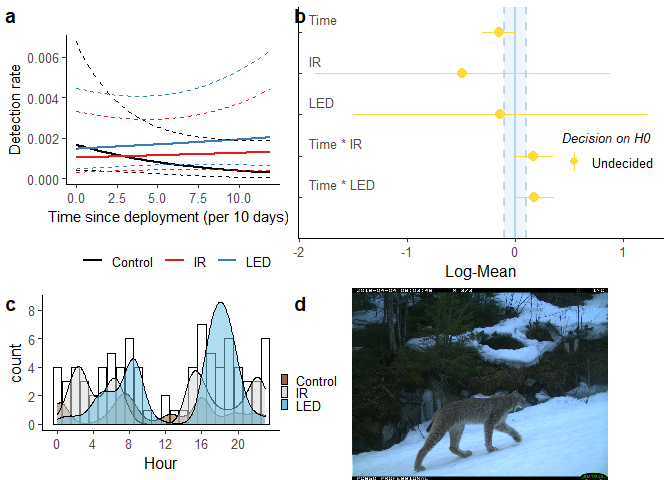 a
Detection rate
0.006
0.004
0.002
0.000
0.0 2.5 5.0 7.5 10.0
Time since deployment (per 10 days)
Control IR LED
b
Time
IR
LED
Time * IR
Time * LED
Decision on H0
Undecided
-2 -1 0 1
Log-Mean
c
count
8
6
4
2
0
0 4 8 12 16 20
Hour
Control
IR
LED
d
M 3/3
PROFESSIONAL